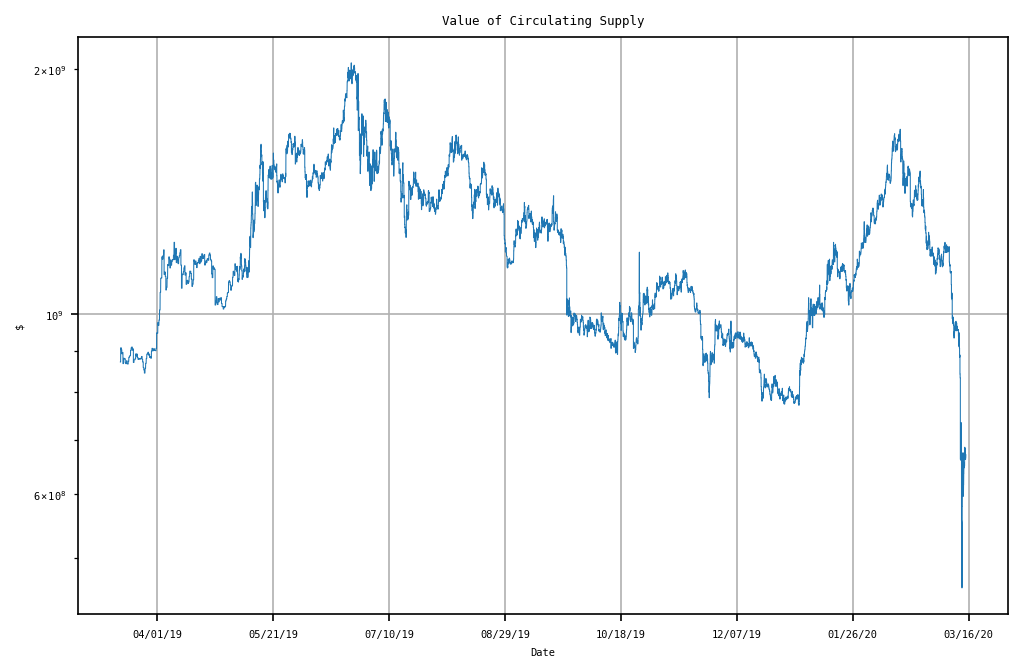 Value of Circulating Supply
2×10⁹
10⁹
6×10⁸
$
04/01/19 05/21/19 07/10/19 08/29/19 10/18/19 12/07/19 01/26/20 03/16/20
Date